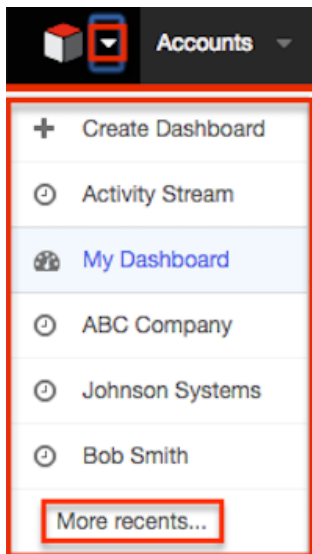 Accounts
Create Dashboard
Activity Stream
My Dashboard
ABC Company
Johnson Systems
Bob Smith
More recents...